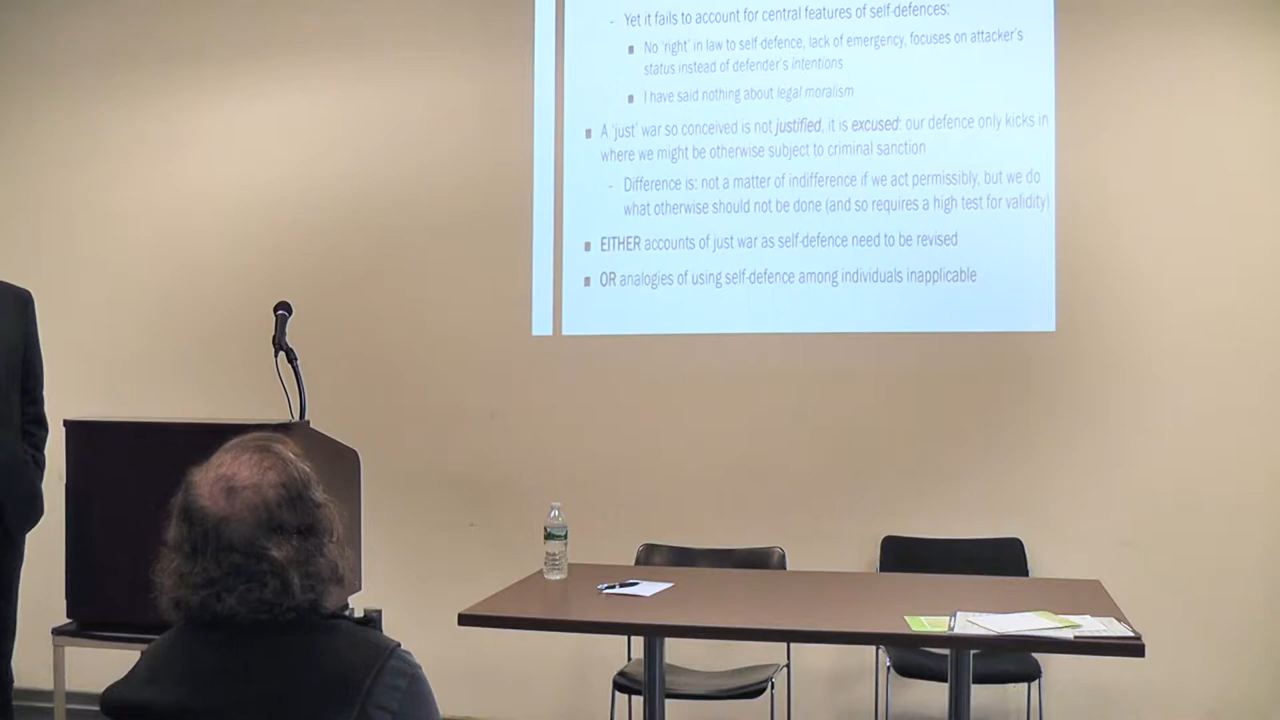 - Yet it fails to account for central features of self-defences:
■ No 'right' in law to self-defence, lack of emergency, focuses on attacker's
status instead of defender's intentions
■ I have said nothing about legal moralism
■ A 'just' war so conceived is not justified, it is excused: our defence only kicks in
where we might be otherwise subject to criminal sanction
- Difference is: not a matter of indifference if we act permissibly, but we do
what otherwise should not be done (and so requires a high test for validity)
■ EITHER accounts of just war as self-defence need to be revised
■ OR analogies of using self-defence among individuals inapplicable